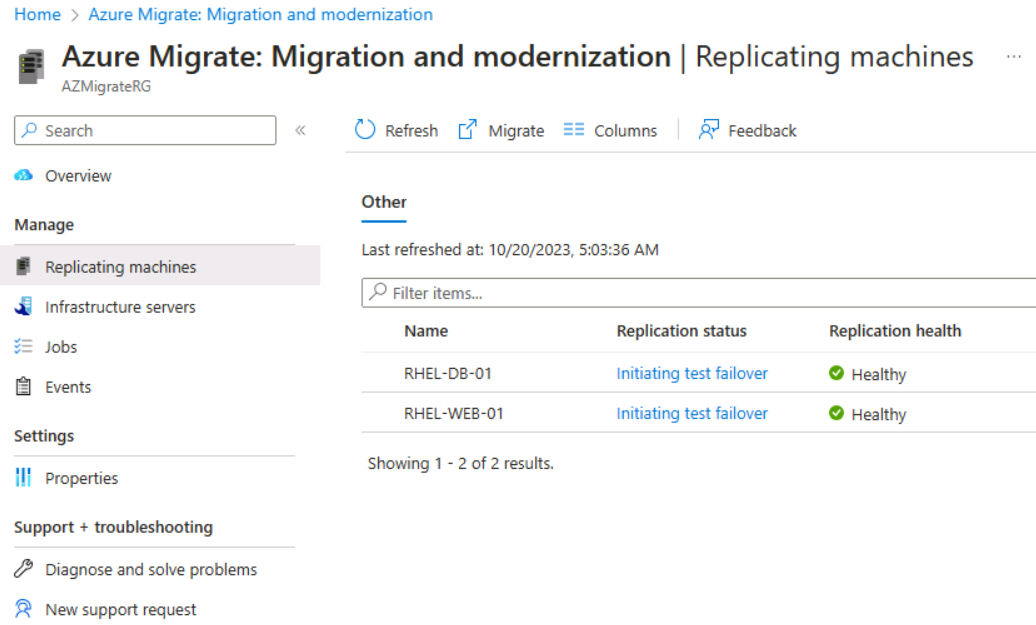 Home > Azure Migrate: Migration and modernization
Azure Migrate: Migration and modernization | Replicating machines ...
AZMigrateRG
Search «
Refresh Migrate Columns Feedback
Overview
Manage
Replicating machines
Infrastructure servers
Jobs
Events
Settings
Properties
Support + troubleshooting
Diagnose and solve problems
New support request
Other
Last refreshed at: 10/20/2023, 5:03:36 AM
Filter items...
Name Replication status Replication health
RHEL-DB-01 Initiating test failover Healthy
RHEL-WEB-01 Initiating test failover Healthy
Showing 1 - 2 of 2 results.